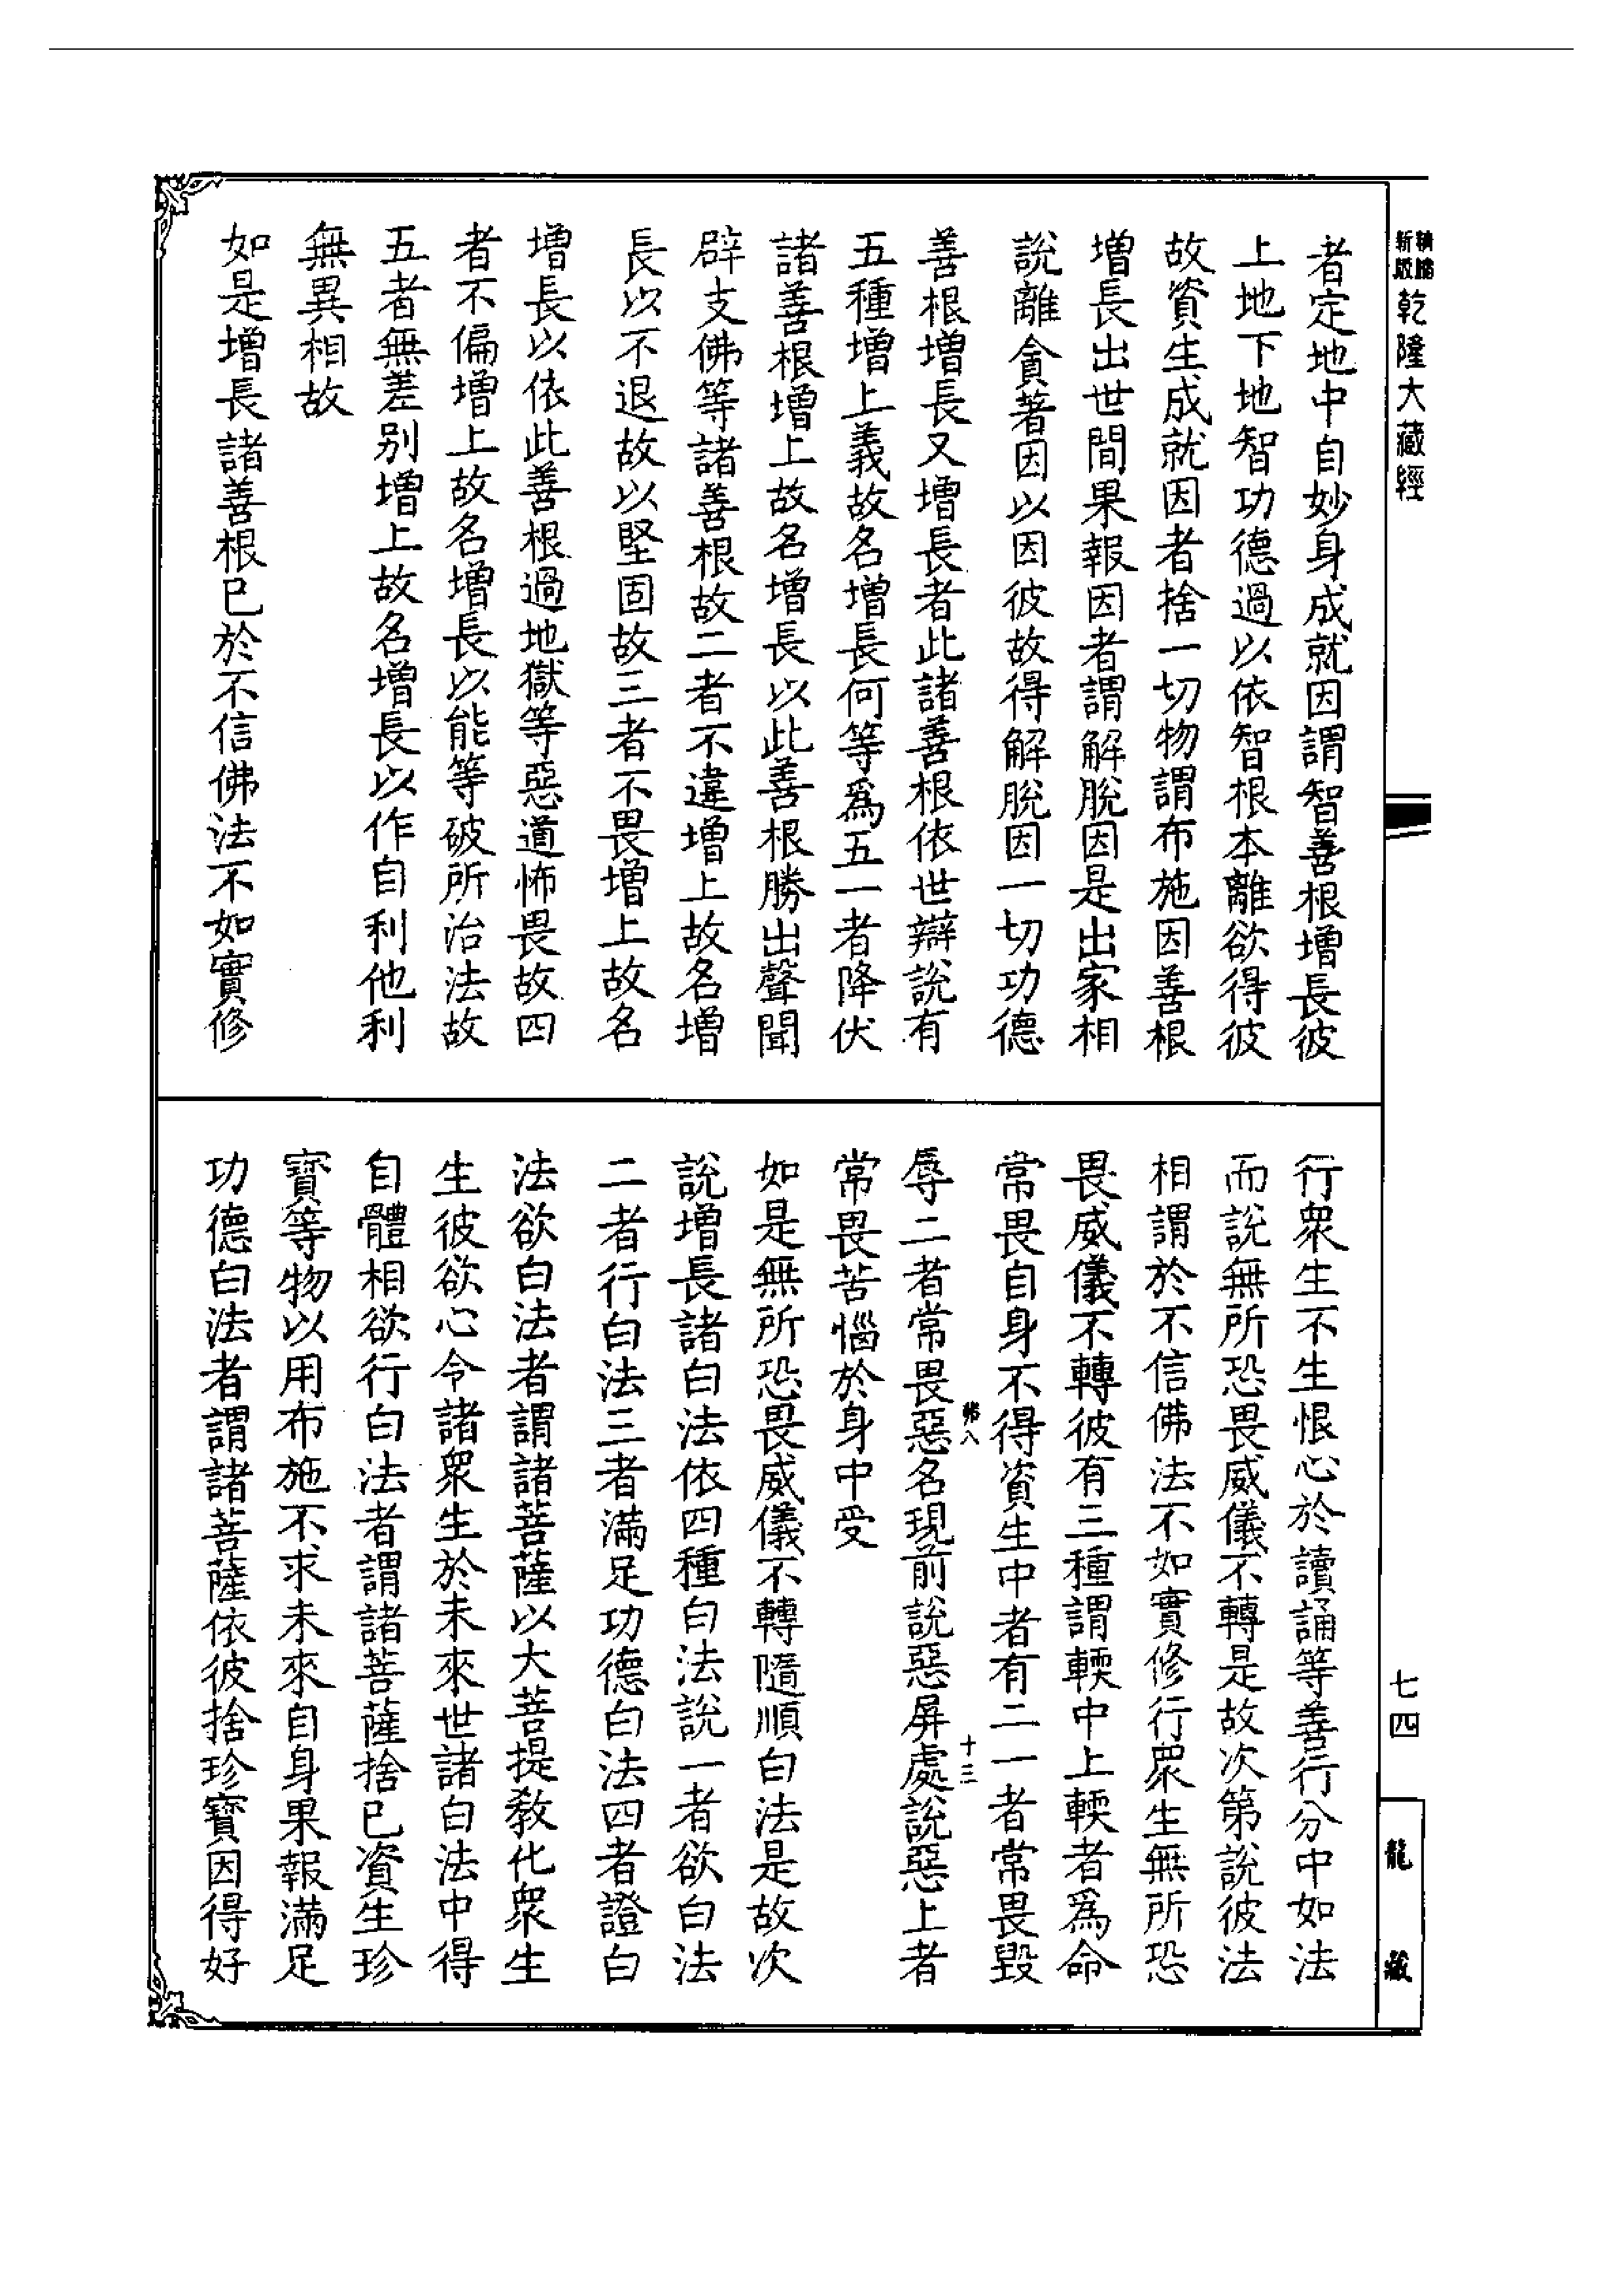 乾隆大藏經
者定地中自妙身成就因謂智善根增長彼
上地下地智功德過以依智根本離欲得彼
故資生成就因者捨一切物謂布施因善根
增長出世間果報因者謂解脫因是出家相
說離貪著因以因彼故得解脫因一切功德
善根增長又增長者此諸善根依世辯說有
五種增上義故名增長何等為五一者降伏
諸善根增上故名增長以此善根勝出聲聞
辟支佛等諸善根故二者不違增上故名增
長以不退故以堅固故三者不畏增上故名
增長以依此善根過地獄等惡道怖畏故四
者不偏增上故名增長以能等破所治法故
五者無差别增上故名增長以作自利他利
無異相故
如是增長諸善根已於不信佛法不如實修
行眾生不生恨心於讀誦等善行分中如法
而說無所恐畏威儀不轉是故次第說彼法
相謂於不信佛法不如實修行眾生無所恐
畏威儀不轉彼有三種謂輭中上輭者為命
常畏自身不得資生中者有二一者常畏毀
辱二者常畏惡名現前說惡屏處說惡上者
十三
常畏苦惱於身中受
如是無所恐畏威儀不轉隨順白法是故次
說增長諸白法依四種白法說一者欲白法
二者行白法三者滿足功德白法四者證白
法欲白法者謂諸菩薩以大菩提教化眾生
生彼欲心令諸眾生於未來世諸白法中得
自體相欲行白法者謂諸菩薩捨已資生珍
寶等物以用布施不求未來自身果報滿足
功德白法者謂諸菩薩依彼捨珍寶因得好
七四
龍藏